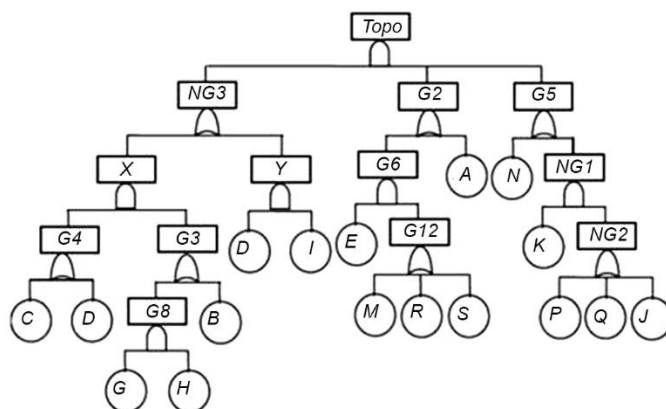 Topo
NG3 G2 G5
X Y G6 A N NG1
G4 G3 D I E G12 K NG2
C D G8 B M R S P Q J
G H